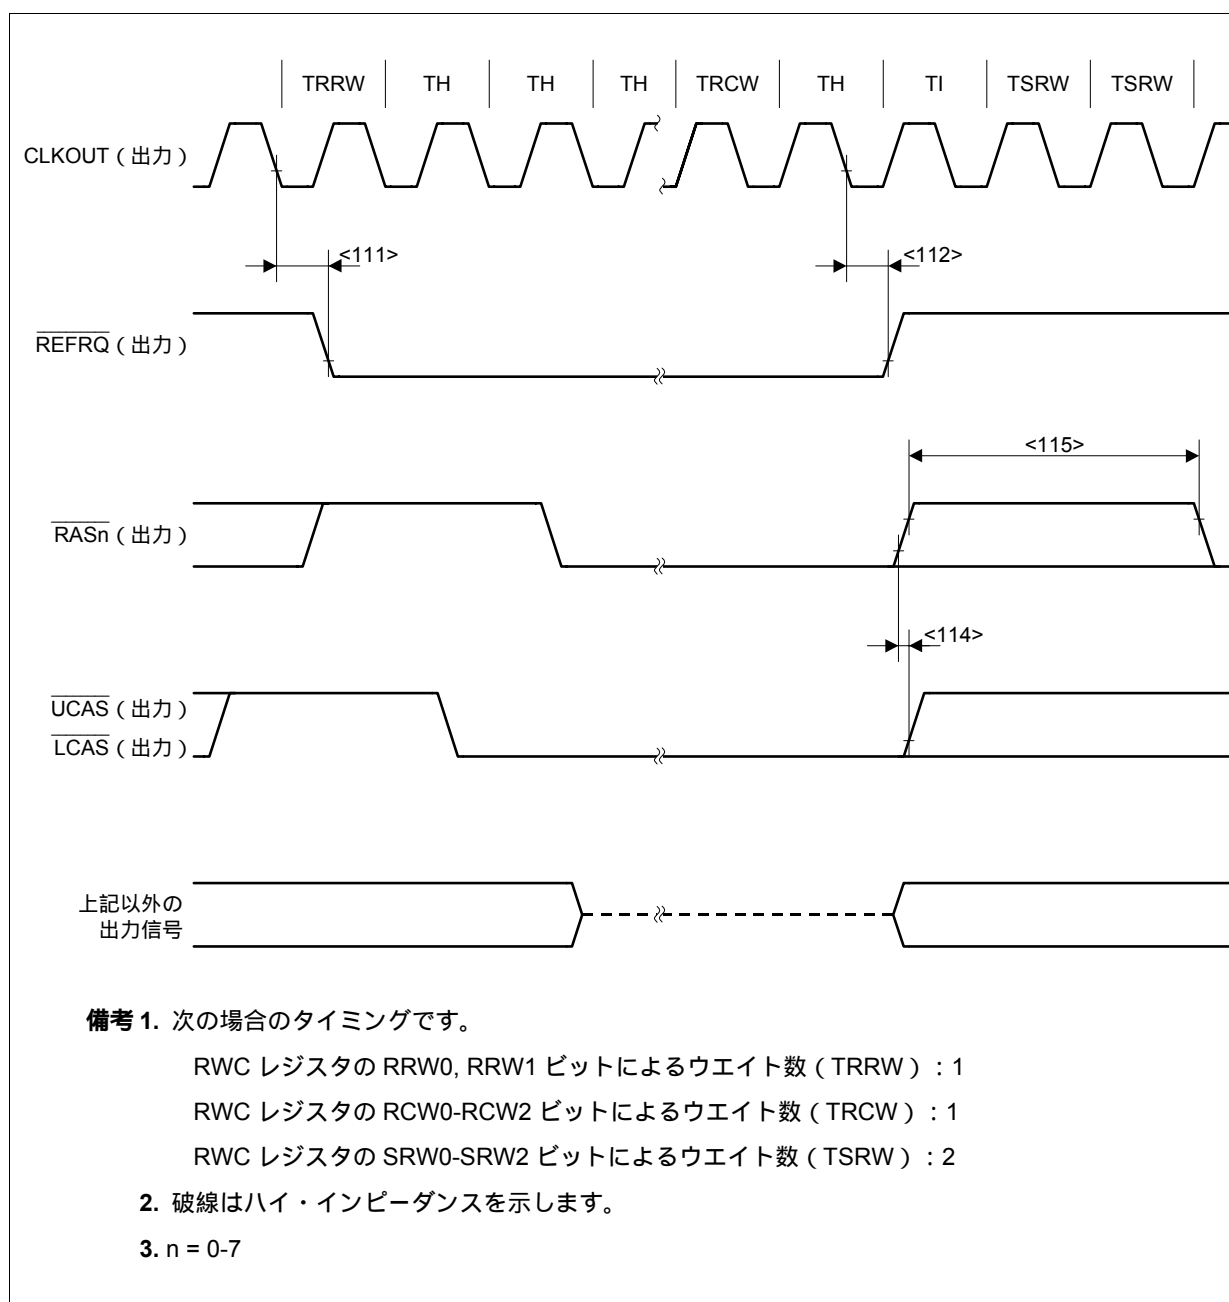 TRRW TH TH TH TRCW TH TI TSRW TSRW
CLKOUT（出力）
<111> <112>
REFRQ（出力）
<115>
RASn（出力）
<114>
UCAS（出力）
LCAS（出力）
上記以外の
出力信号
備考 1. 次の場合のタイミングです。
RWC レジスタの RRW0, RRW1 ビットによるウエイト数（TRRW）：1
RWC レジスタの RCW0-RCW2 ビットによるウエイト数（TRCW）：1
RWC レジスタの SRW0-SRW2 ビットによるウエイト数（TSRW）：2
2. 破線はハイ・インピーダンスを示します。
3. n = 0-7